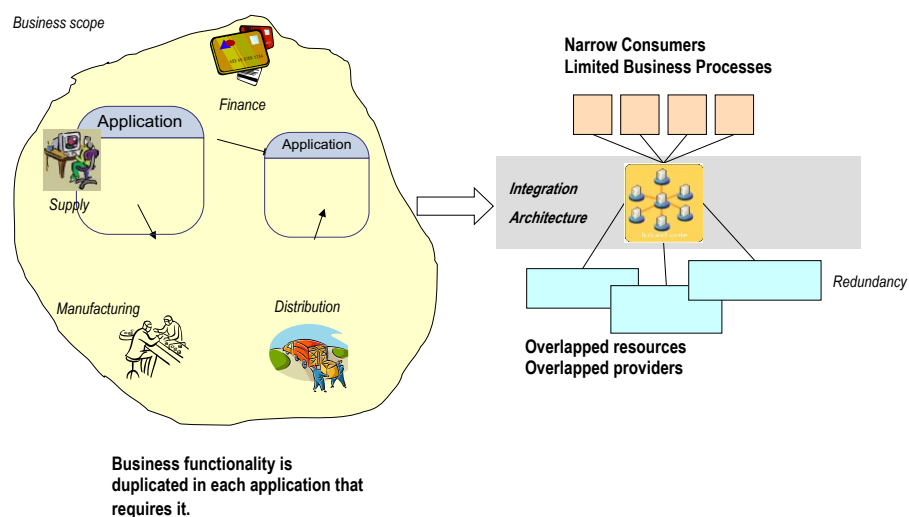 Business scope
Finance
Application
Application
Supply
Manufacturing
Distribution
Business functionality is
duplicated in each application that
requires it.
Narrow Consumers
Limited Business Processes
Integration
Architecture
Redundancy
Overlapped resources
Overlapped providers